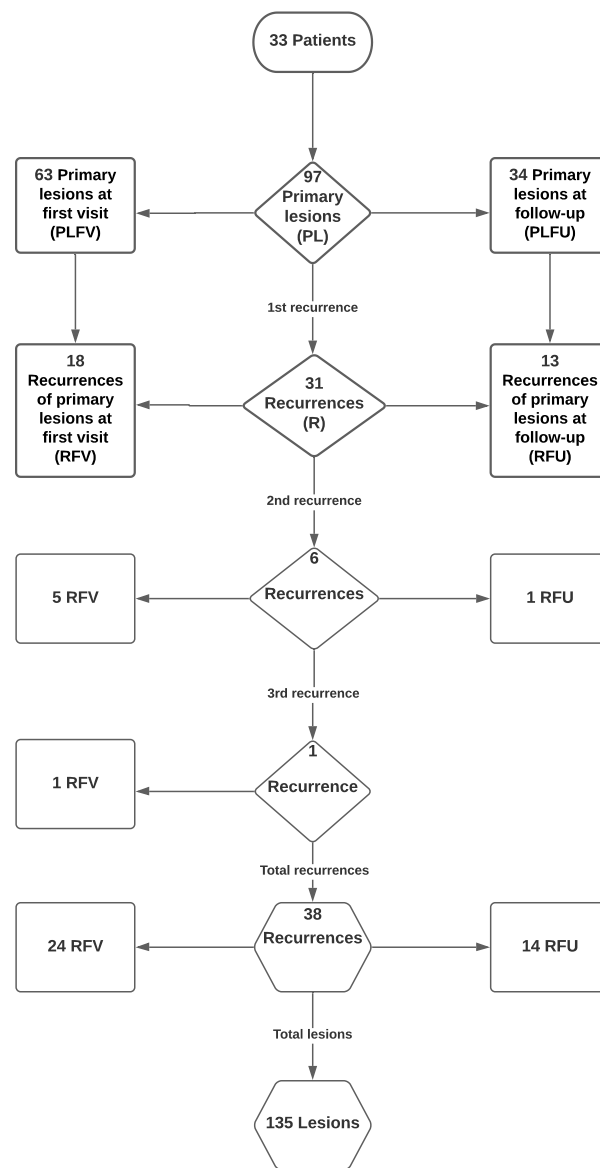 33 Patients
63 Primary
lesions at
first visit
(PLFV)
97
Primary
lesions
(PL)
34 Primary
lesions at
follow-up
(PLFU)
1st recurrence
18
Recurrences
of primary
lesions at
first visit
(RFV)
31
Recurrences
(R)
13
Recurrences
of primary
lesions at
follow-up
(RFU)
2nd recurrence
5 RFV
6
Recurrences
1 RFU
3rd recurrence
1 RFV
1
Recurrence
Total recurrences
24 RFV
38
Recurrences
14 RFU
Total lesions
135 Lesions